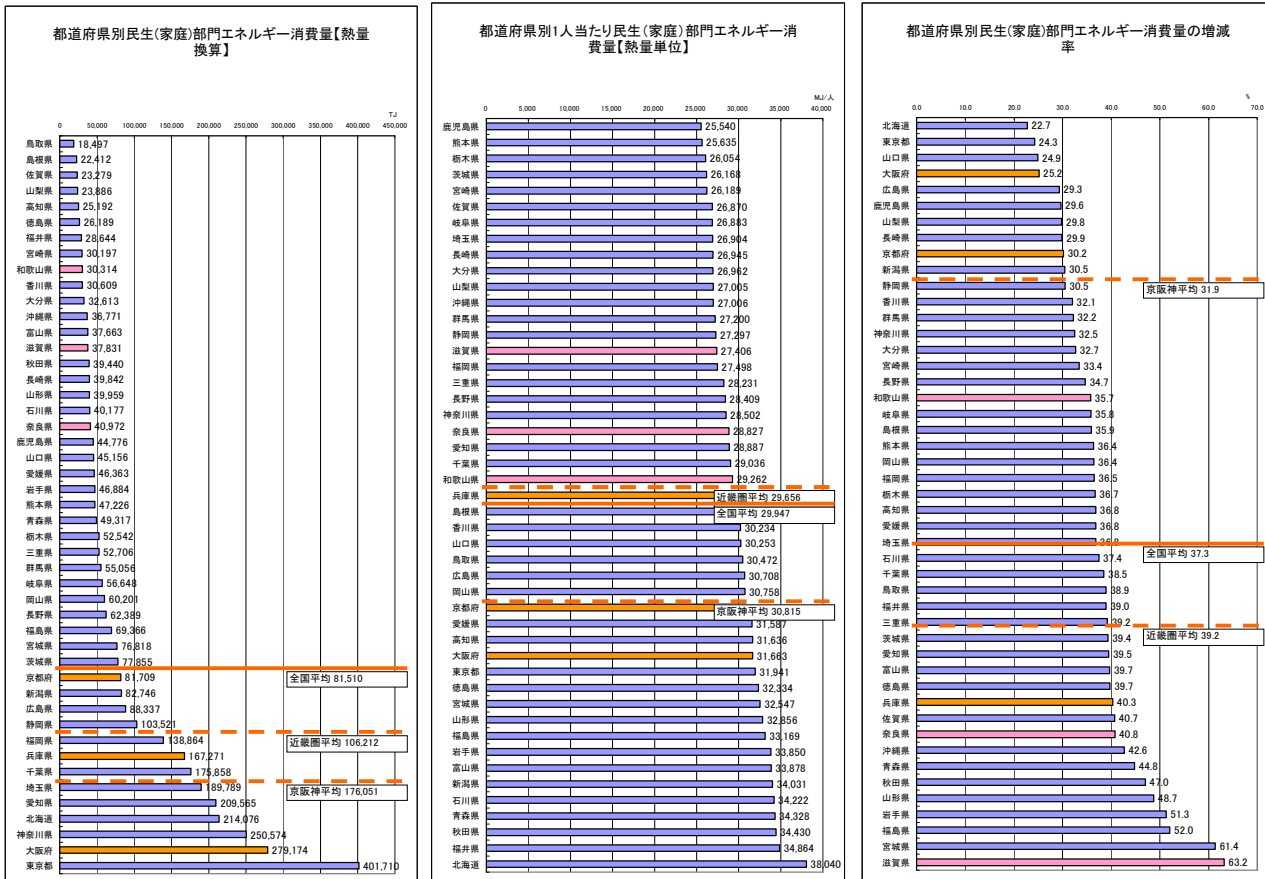 都道府県別民生(家庭)部門エネルギー消費量【熱量
換算】
TJ
0 50,000 100,000 150,000 200,000 250,000 300,000 350,000 400,000 450,000
鳥取県 18,497
島根県 22,412
佐賀県 23,279
山梨県 23,886
高知県 25,192
徳島県 26,189
福井県 28,644
宮崎県 30,197
和歌山県 30,314
香川県 30,609
大分県 32,613
沖縄県 36,771
富山県 37,663
滋賀県 37,831
秋田県 39,440
長崎県 39,842
山形県 39,959
石川県 40,177
奈良県 40,972
鹿児島県 44,776
山口県 45,156
愛媛県 46,363
岩手県 46,884
熊本県 47,226
青森県 49,317
栃木県 52,542
三重県 52,706
群馬県 55,056
岐阜県 56,648
岡山県 60,201
長野県 62,389
福島県 69,366
宮城県 76,818
茨城県 77,855
京都府 81,709
全国平均 81,510
新潟県 82,746
広島県 88,337
静岡県 103,521
福岡県 138,864
近畿圏平均 106,212
兵庫県 167,271
千葉県 175,858
埼玉県 189,789
京阪神平均 176,051
愛知県 209,565
北海道 214,076
神奈川県 250,574
大阪府 279,174
東京都 401,710
都道府県別1人当たり民生(家庭)部門エネルギー消
費量【熱量単位】
MJ/人
0 5,000 10,000 15,000 20,000 25,000 30,000 35,000 40,000
鹿児島県 25,540
熊本県 25,635
栃木県 26,054
茨城県 26,168
宮崎県 26,189
佐賀県 26,870
岐阜県 26,883
埼玉県 26,904
長崎県 26,945
大分県 26,962
山梨県 27,005
沖縄県 27,006
群馬県 27,200
静岡県 27,297
滋賀県 27,406
福岡県 27,498
三重県 28,231
長野県 28,409
神奈川県 28,502
奈良県 28,827
愛知県 28,887
千葉県 29,036
和歌山県 29,262
兵庫県
近畿圏平均 29,656
島根県
全国平均 29,947
香川県 30,234
山口県 30,253
鳥取県 30,472
広島県 30,708
岡山県 30,758
京都府
京阪神平均 30,815
愛媛県 31,587
高知県 31,636
大阪府 31,663
東京都 31,941
徳島県 32,334
宮城県 32,547
山形県 32,856
福島県 33,169
岩手県 33,850
富山県 33,878
新潟県 34,031
石川県 34,222
青森県 34,328
秋田県 34,430
福井県 34,864
北海道 38,040
都道府県別民生(家庭)部門エネルギー消費量の増減
率
%
0.0 10.0 20.0 30.0 40.0 50.0 60.0 70.0
北海道 22.7
東京都 24.3
山口県 24.9
大阪府 25.2
広島県 29.3
鹿児島県 29.6
山梨県 29.8
長崎県 29.9
京都府 30.2
新潟県 30.5
静岡県 30.5
京阪神平均 31.9
香川県 32.1
群馬県 32.2
神奈川県 32.5
大分県 32.7
宮崎県 33.4
長野県 34.7
和歌山県 35.7
岐阜県 35.8
島根県 35.9
熊本県 36.4
岡山県 36.4
福岡県 36.5
栃木県 36.7
高知県 36.8
愛媛県 36.8
埼玉県 36.8
全国平均 37.3
石川県 37.4
千葉県 38.5
鳥取県 38.9
福井県 39.0
三重県 39.2
近畿圏平均 39.2
茨城県 39.4
愛知県 39.5
富山県 39.7
徳島県 39.7
兵庫県 40.3
佐賀県 40.7
奈良県 40.8
沖縄県 42.6
青森県 44.8
秋田県 47.0
山形県 48.7
岩手県 51.3
福島県 52.0
宮城県 61.4
滋賀県 63.2